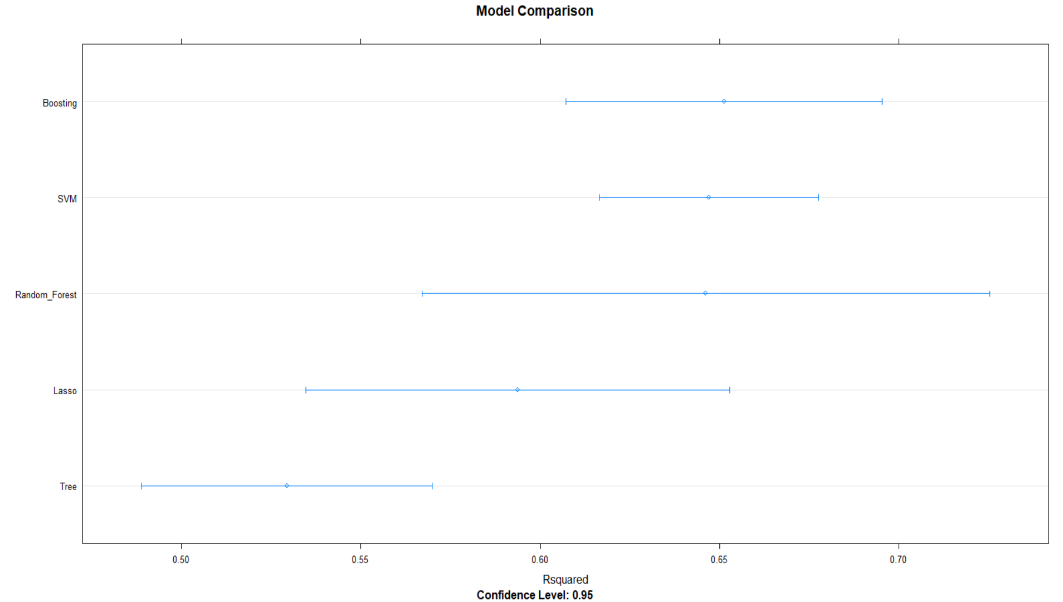 Model Comparison
Boosting
SVM
Random_Forest
Lasso
Tree
0.50 0.55 0.60 0.65 0.70
Rsquared
Confidence Level: 0.95